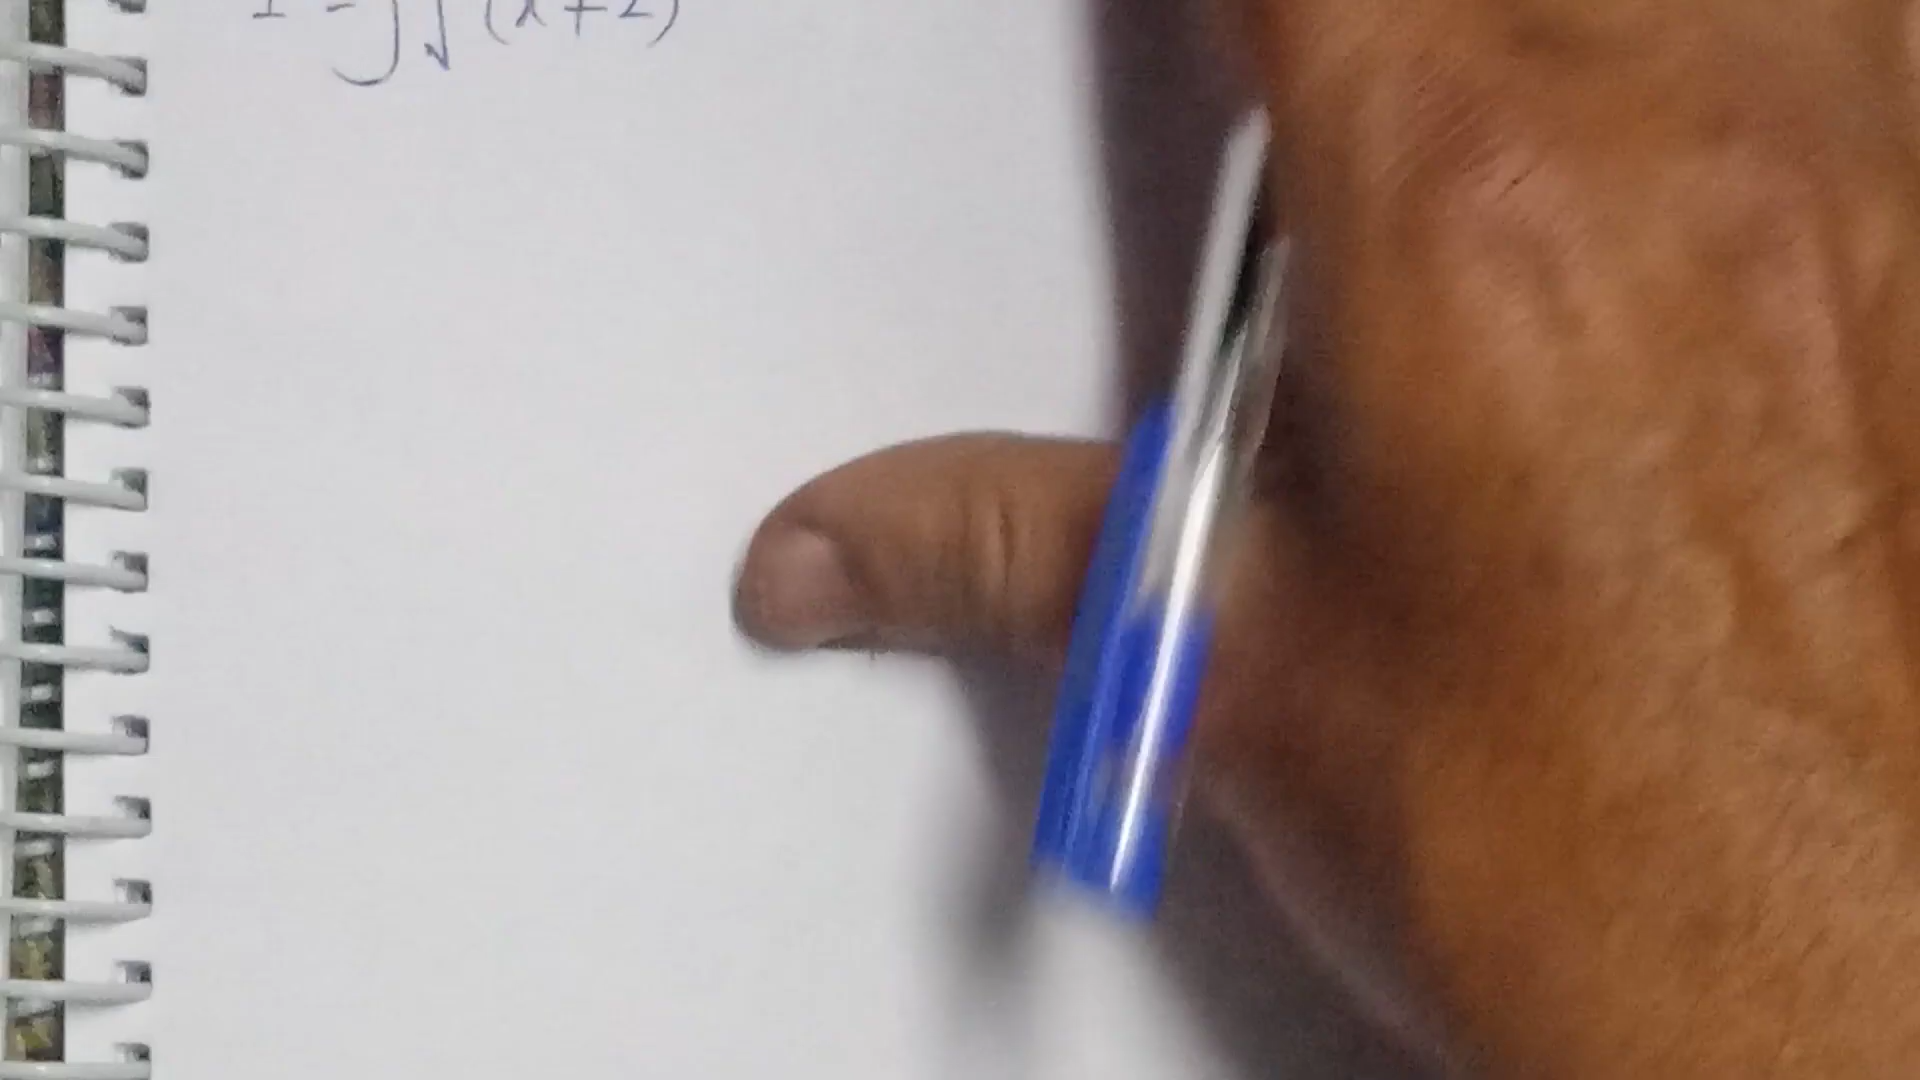 I = ∫√(x+2)